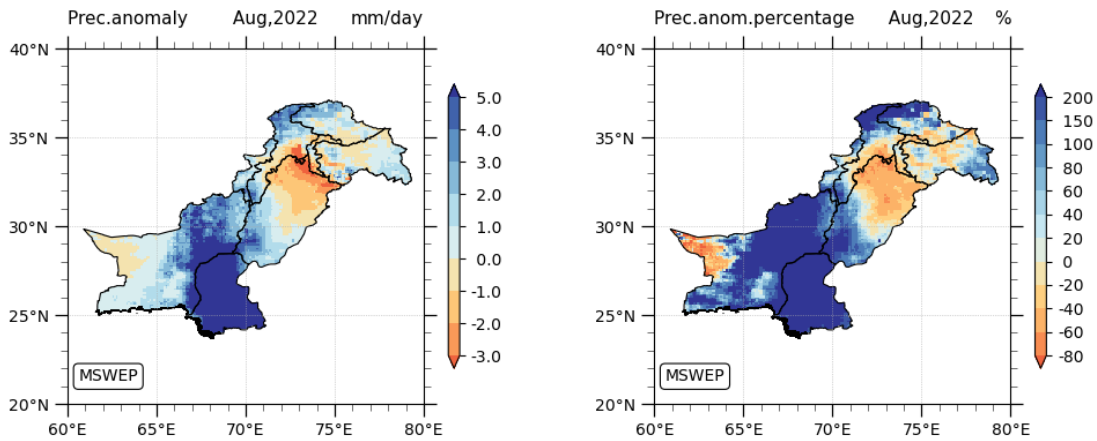 Prec.anomaly Aug,2022 mm/day
40°N
35°N
30°N
25°N
20°N
60°E 65°E 70°E 75°E 80°E
5.0
4.0
3.0
2.0
1.0
0.0
-1.0
-2.0
-3.0
MSWEP
Prec.anom.percentage Aug,2022 %
40°N
35°N
30°N
25°N
20°N
60°E 65°E 70°E 75°E 80°E
200
150
100
80
60
40
20
0
-20
-40
-60
-80
MSWEP